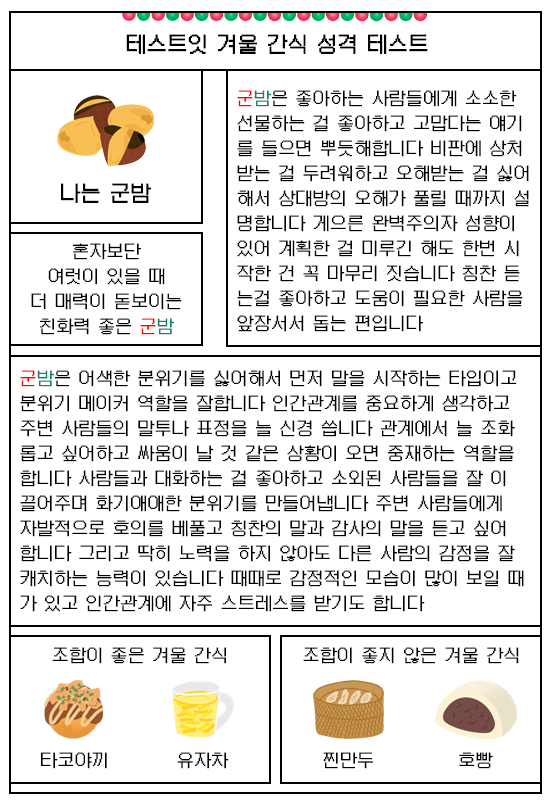 테스트잇 겨울 간식 성격 테스트
나는 군밤
혼자보단
여럿이 있을 때
더 매력이 돋보이는
친화력 좋은 군밤
군밤은 좋아하는 사람들에게 소소한
선물하는 걸 좋아하고 고맙다는 얘기
를 들으면 뿌듯해합니다 비판에 상처
받는 걸 두려워하고 오해받는 걸 싫어
해서 상대방의 오해가 풀릴 때까지 설
명합니다 게으른 완벽주의자 성향이
있어 계획한 걸 미루긴 해도 한번 시
작한 건 꼭 마무리 짓습니다 칭찬 듣
는걸 좋아하고 도움이 필요한 사람을
앞장서서 돕는 편입니다
군밤은 어색한 분위기를 싫어해서 먼저 말을 시작하는 타입이고
분위기 메이커 역할을 잘합니다 인간관계를 중요하게 생각하고
주변 사람들의 말투나 표정을 늘 신경 씁니다 관계에서 늘 조화
롭고 싶어하고 싸움이 날 것 같은 상황이 오면 중재하는 역할을
합니다 사람들과 대화하는 걸 좋아하고 소외된 사람들을 잘 이
끌어주며 화기애애한 분위기를 만들어냅니다 주변 사람들에게
자발적으로 호의를 베풀고 칭찬의 말과 감사의 말을 듣고 싶어
합니다 그리고 딱히 노력을 하지 않아도 다른 사람의 감정을 잘
캐치하는 능력이 있습니다 때때로 감정적인 모습이 많이 보일 때
가 있고 인간관계에 자주 스트레스를 받기도 합니다
조합이 좋은 겨울 간식
타코야끼 유자차
조합이 좋지 않은 겨울 간식
찐만두 호빵